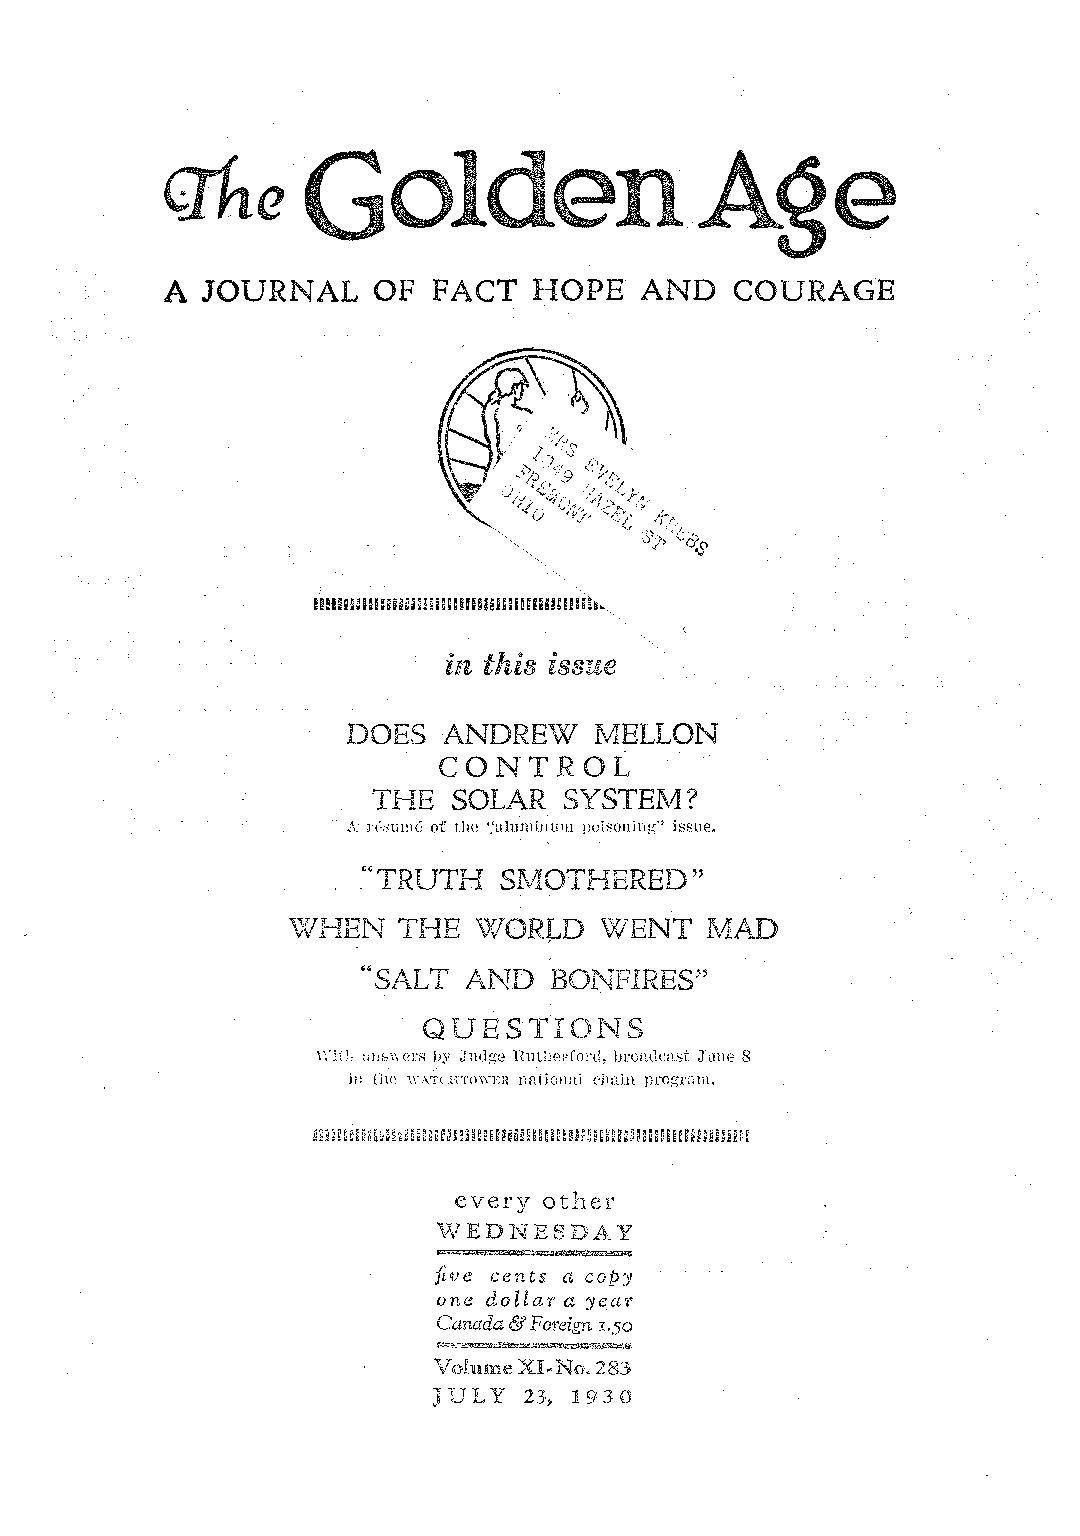 The Golden Age
A JOURNAL OF FACT HOPE AND COURAGE
MRS EVELYN KREBS
1049 HAZEL ST
FREMONT
OHIO
in this issue
DOES ANDREW MELLON
CONTROL
THE SOLAR SYSTEM?
A résumé of the "aluminum poisoning" issue.
"TRUTH SMOTHERED"
WHEN THE WORLD WENT MAD
"SALT AND BONFIRES"
QUESTIONS
With answers by Judge Rutherford, broadcast June 8
in the WATCHTOWER national chain program.
every other
WEDNESDAY
five cents a copy
one dollar a year
Canada & Foreign 1.50
Volume XI-No. 283
JULY 23, 1930